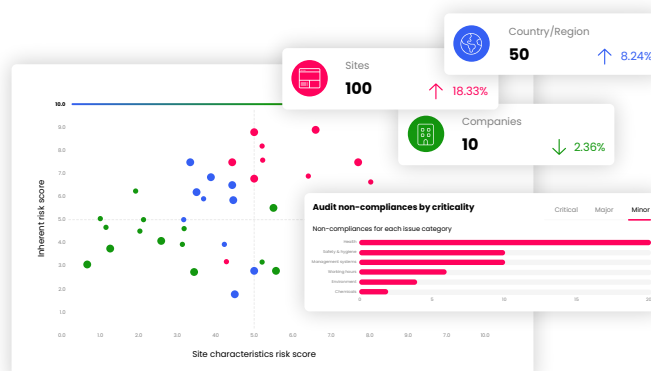 Country/Region
50
8.24%
Sites
100
18.33%
Companies
10
2.36%
Inherent risk score
10.0
9.0
8.0
7.0
6.0
5.0
4.0
3.0
2.0
1.0
0.0
1.0
2.0
3.0
4.0
5.0
6.0
7.0
8.0
9.0
10.0
Site characteristics risk score
Audit non-compliances by criticality
Critical
Major
Minor
Non-compliances for each issue category
Health
Safety & hygiene
Management systems
Working hours
Environment
Chemicals
0
5
10
15
20